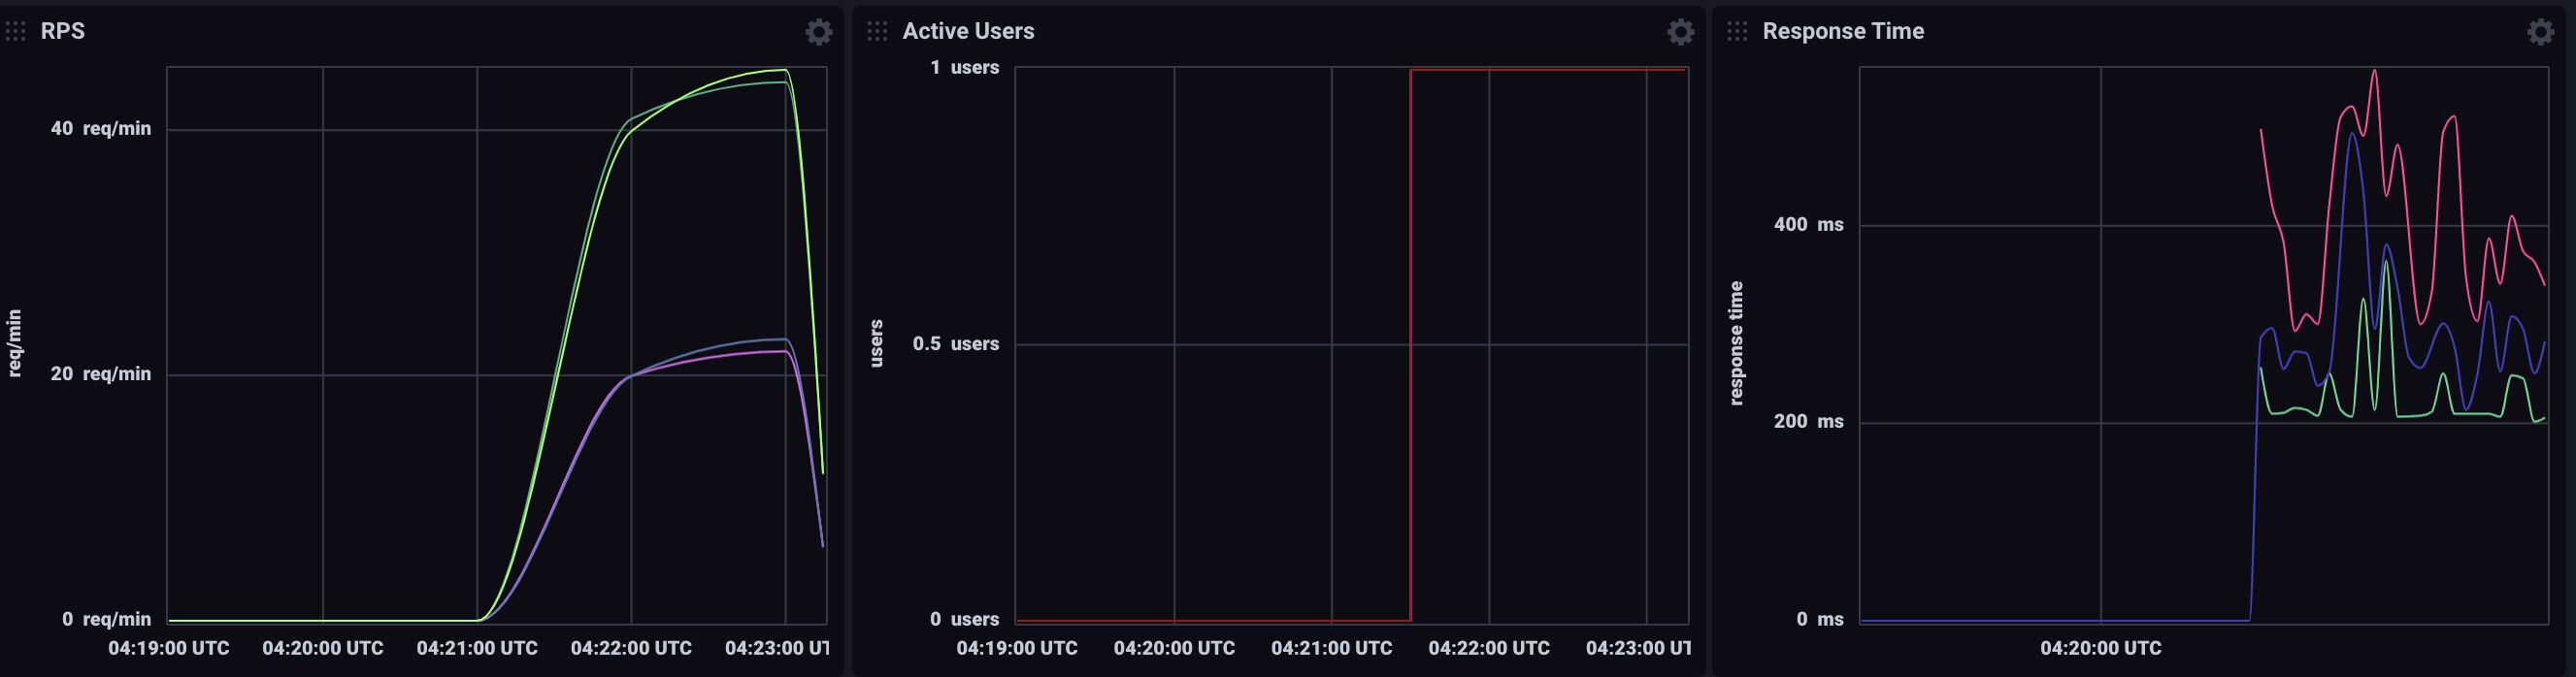 RPS
40 req/min
20 req/min
0 req/min
req/min
04:19:00 UTC 04:20:00 UTC 04:21:00 UTC 04:22:00 UTC 04:23:00 UT
Active Users
1 users
0.5 users
0 users
users
04:19:00 UTC 04:20:00 UTC 04:21:00 UTC 04:22:00 UTC 04:23:00 UT
Response Time
400 ms
200 ms
0 ms
response time
04:20:00 UTC